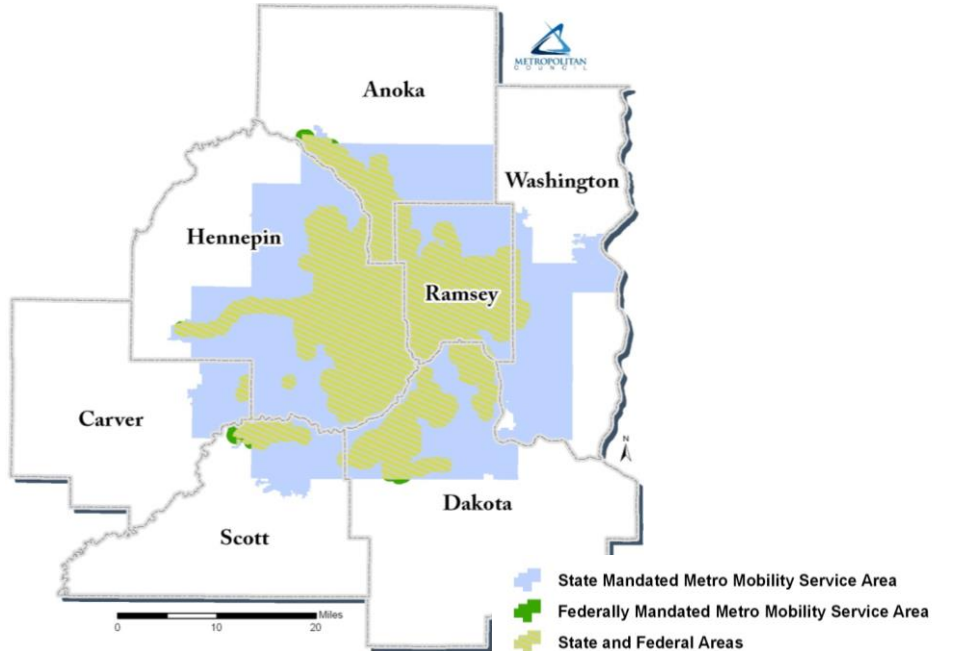 METROPOLITAN
COUNCIL
Anoka
Washington
Hennepin
Ramsey
Carver
N
Dakota
Scott
Miles
0 10 20
State Mandated Metro Mobility Service Area
Federally Mandated Metro Mobility Service Area
State and Federal Areas